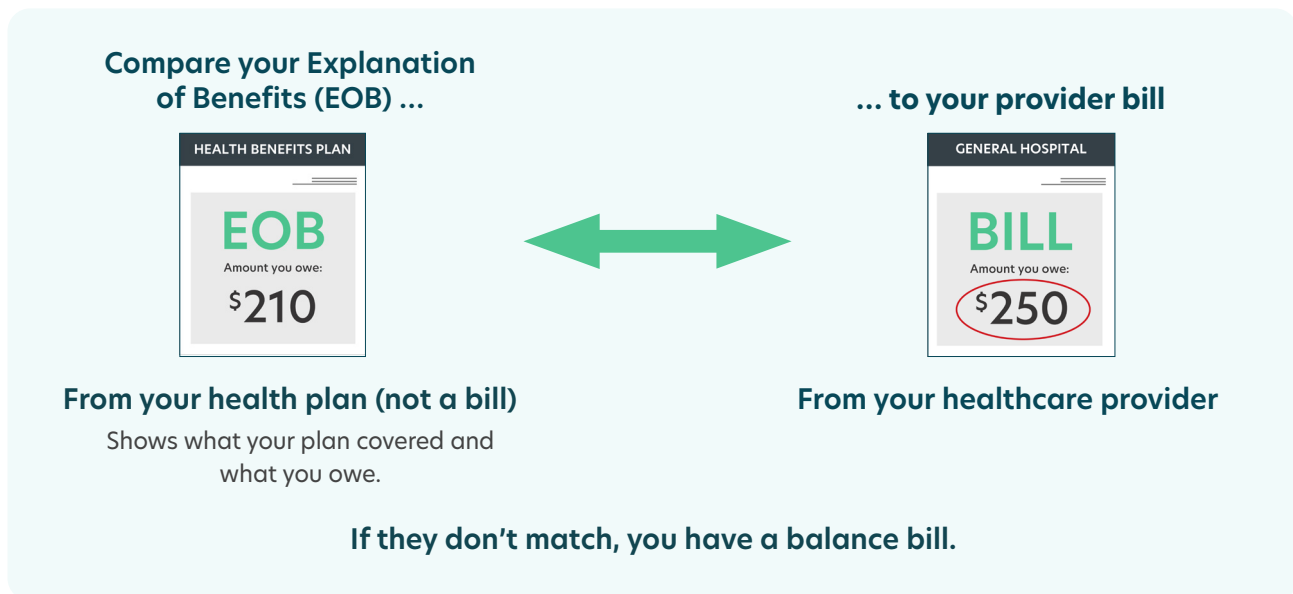 Compare your Explanation
of Benefits (EOB) ...
HEALTH BENEFITS PLAN
EOB
Amount you owe:
$210
From your health plan (not a bill)
Shows what your plan covered and
what you owe.
... to your provider bill
GENERAL HOSPITAL
BILL
Amount you owe:
$250
From your healthcare provider
If they don’t match, you have a balance bill.